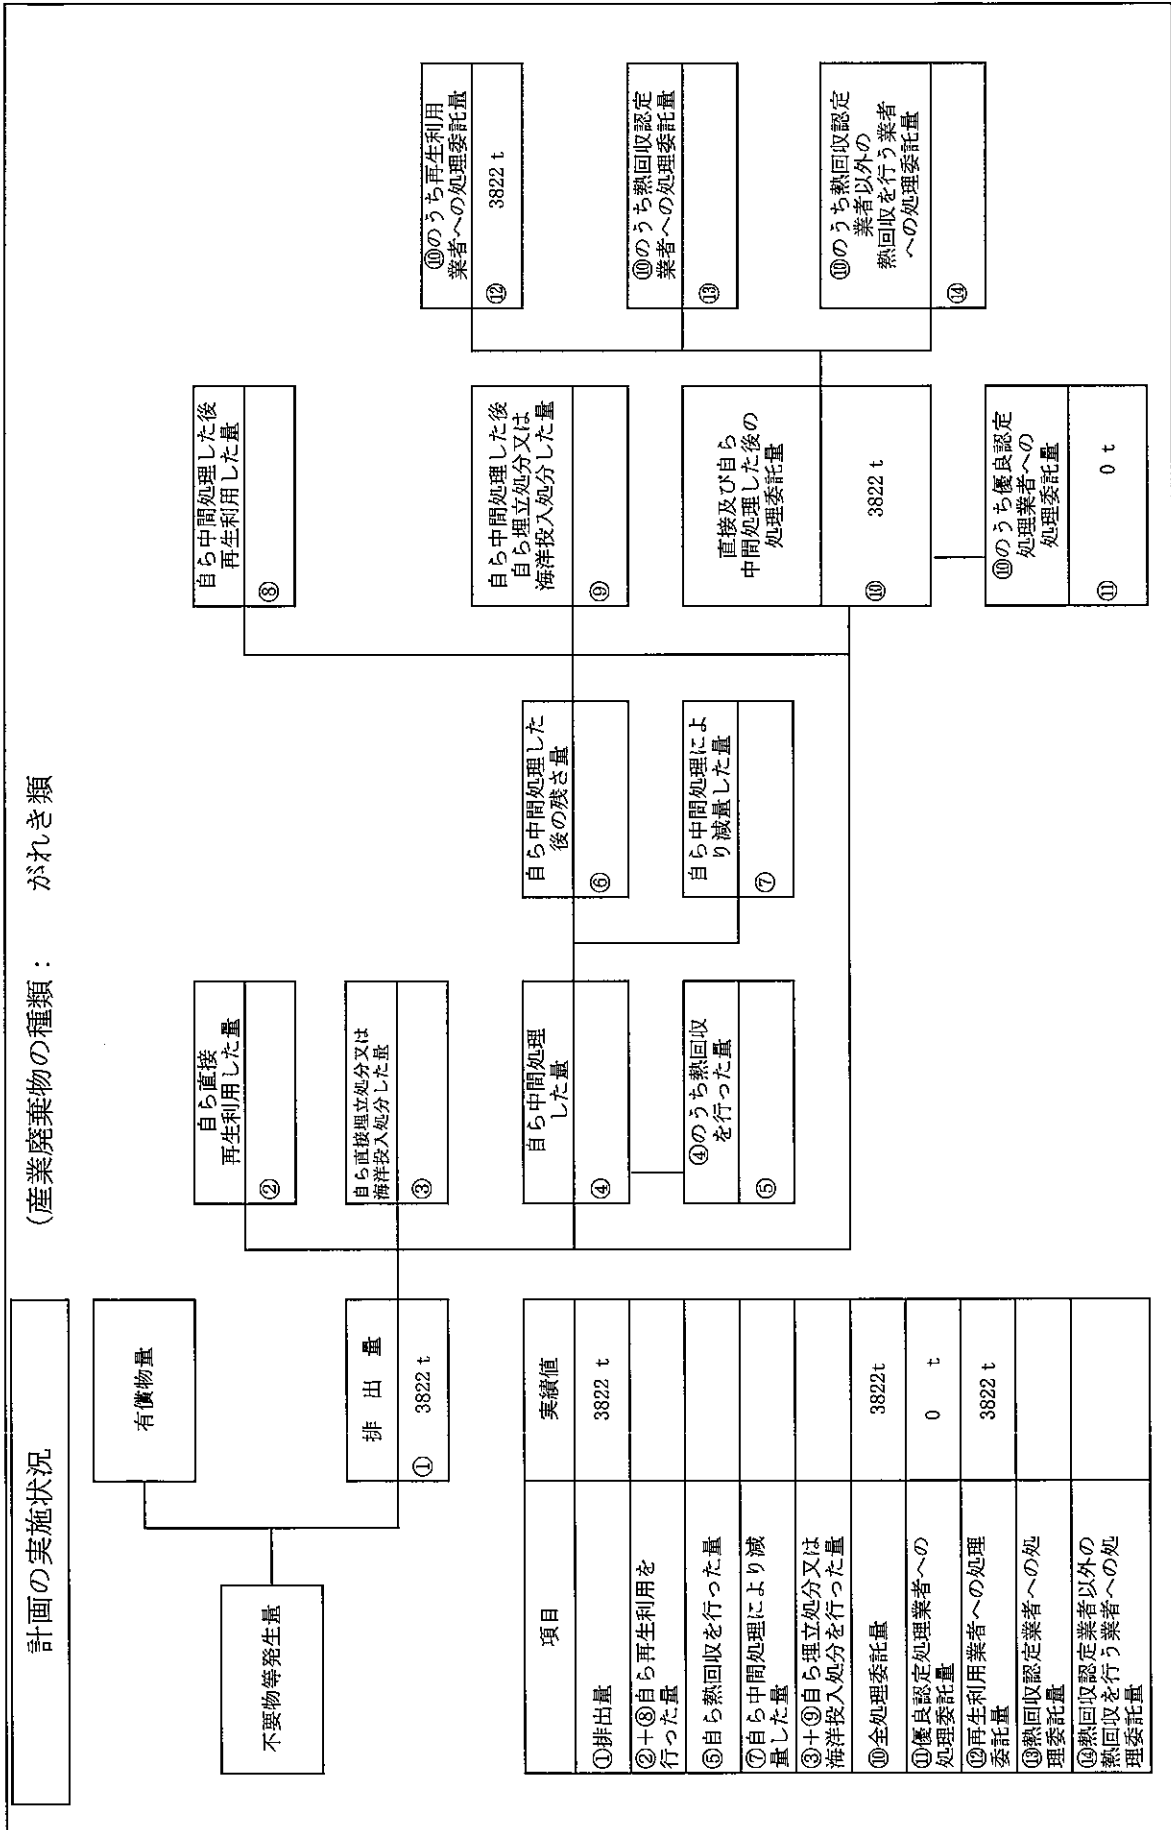 計画の実施状況
(産業廃棄物の種類： がれき類
不要物等発生量
有償物量
排 出 量
① 3822 t
自ら直接
再生利用した量
②
自ら直接埋立処分又は
海洋投入処分した量
③
自ら中間処理
した量
④
④のうち熱回収
を行った量
⑤
自ら中間処理した
後の残さ量
⑥
自ら中間処理によ
り減量した量
⑦
自ら中間処理した後
再生利用した量
⑧
自ら中間処理した後
自ら埋立処分又は
海洋投入処分した量
⑨
直接及び自ら
中間処理した後の
処理委託量
⑩ 3822 t
⑩のうち優良認定
処理業者への
処理委託量
⑪ 0 t
⑩のうち再生利用
業者への処理委託量
⑫ 3822 t
⑩のうち熱回収認定
業者への処理委託量
⑬
⑩のうち熱回収認定
業者以外の
熱回収を行う業者
への処理委託量
⑭
項目 実績値
①排出量 3822 t
②+⑧自ら再生利用を
行った量
⑤自ら熱回収を行った量
⑦自ら中間処理により減
量した量
③+⑨自ら埋立処分又は
海洋投入処分を行った量
⑩全処理委託量 3822t
⑪優良認定処理業者への
処理委託量 0 t
⑫再生利用業者への処理
委託量 3822 t
⑬熱回収認定業者への処
理委託量
⑭熱回収認定業者以外の
熱回収を行う業者への処
理委託量